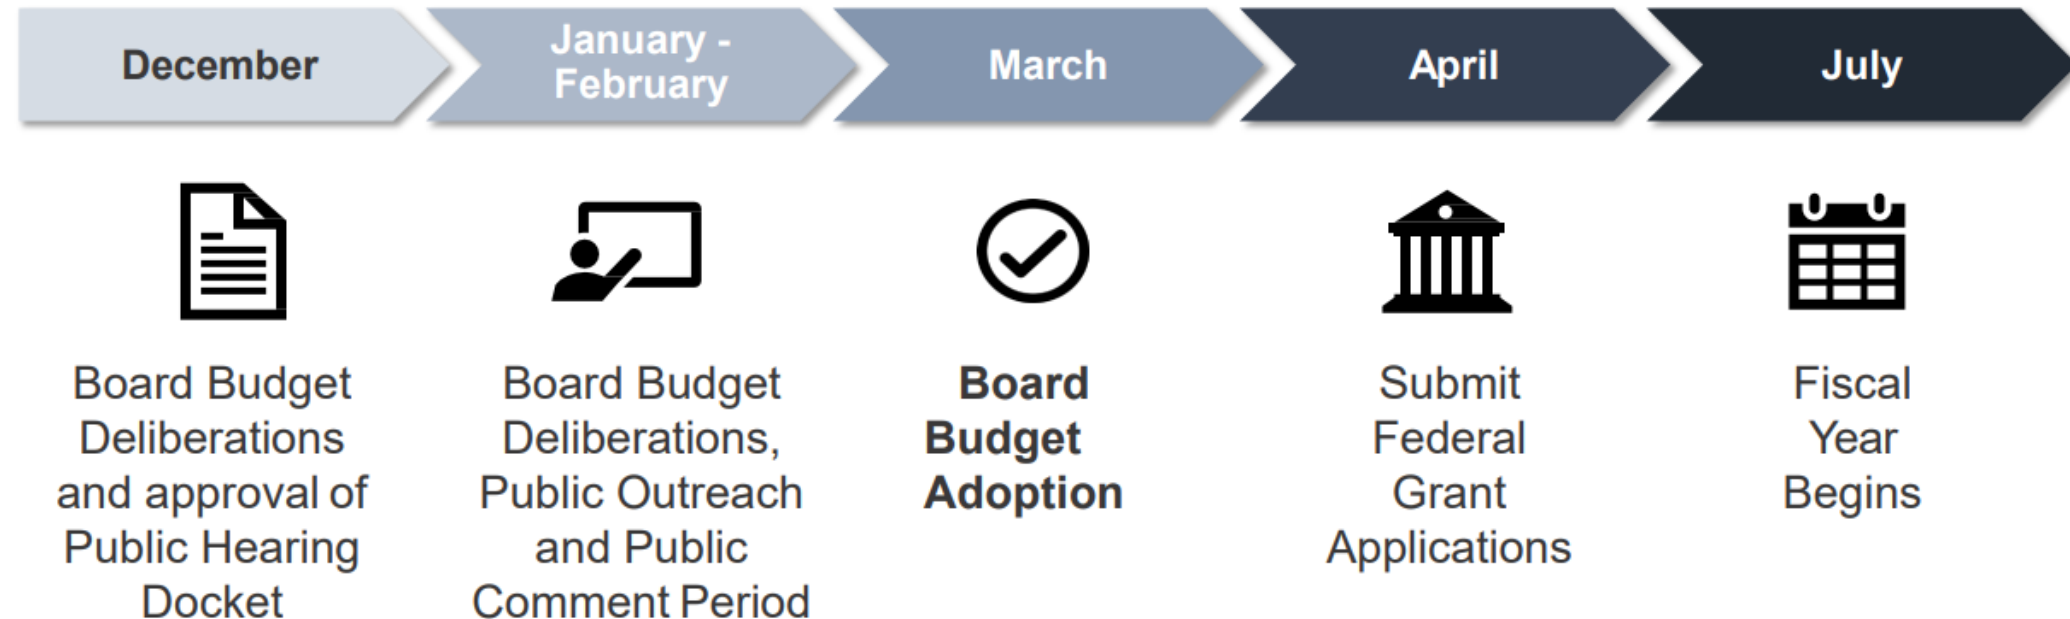 December
January -
February
March
April
July
Board Budget
Deliberations
and approval of
Public Hearing
Docket
Board Budget
Deliberations,
Public Outreach
and Public
Comment Period
Board
Budget
Adoption
Submit
Federal
Grant
Applications
Fiscal
Year
Begins